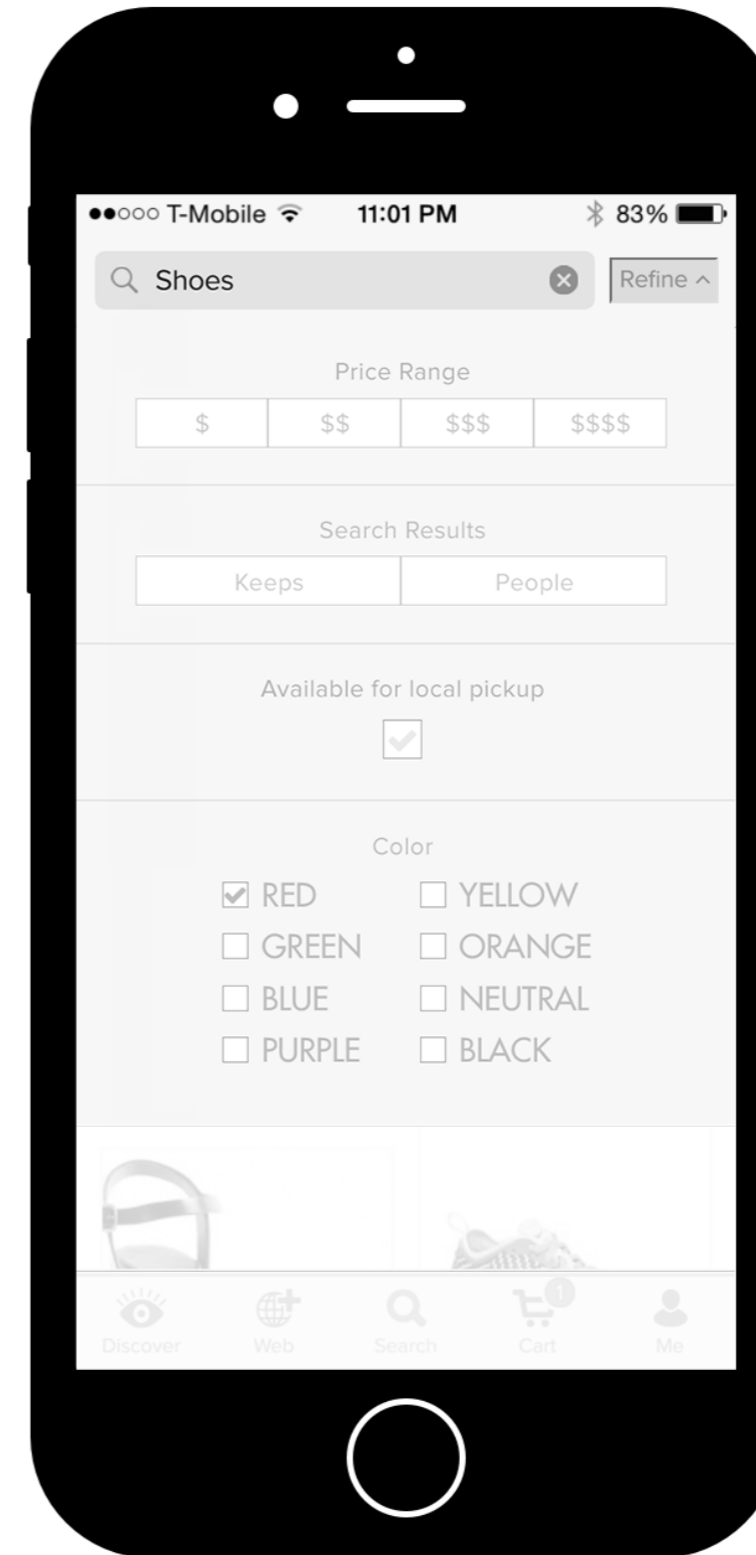 T-Mobile 11:01 PM 83%
Shoes Refine
Price Range
$ $$ $$$ $$$$
Search Results
Keeps People
Available for local pickup
Color
RED YELLOW
GREEN ORANGE
BLUE NEUTRAL
PURPLE BLACK
1
Discover Web Search Cart Me